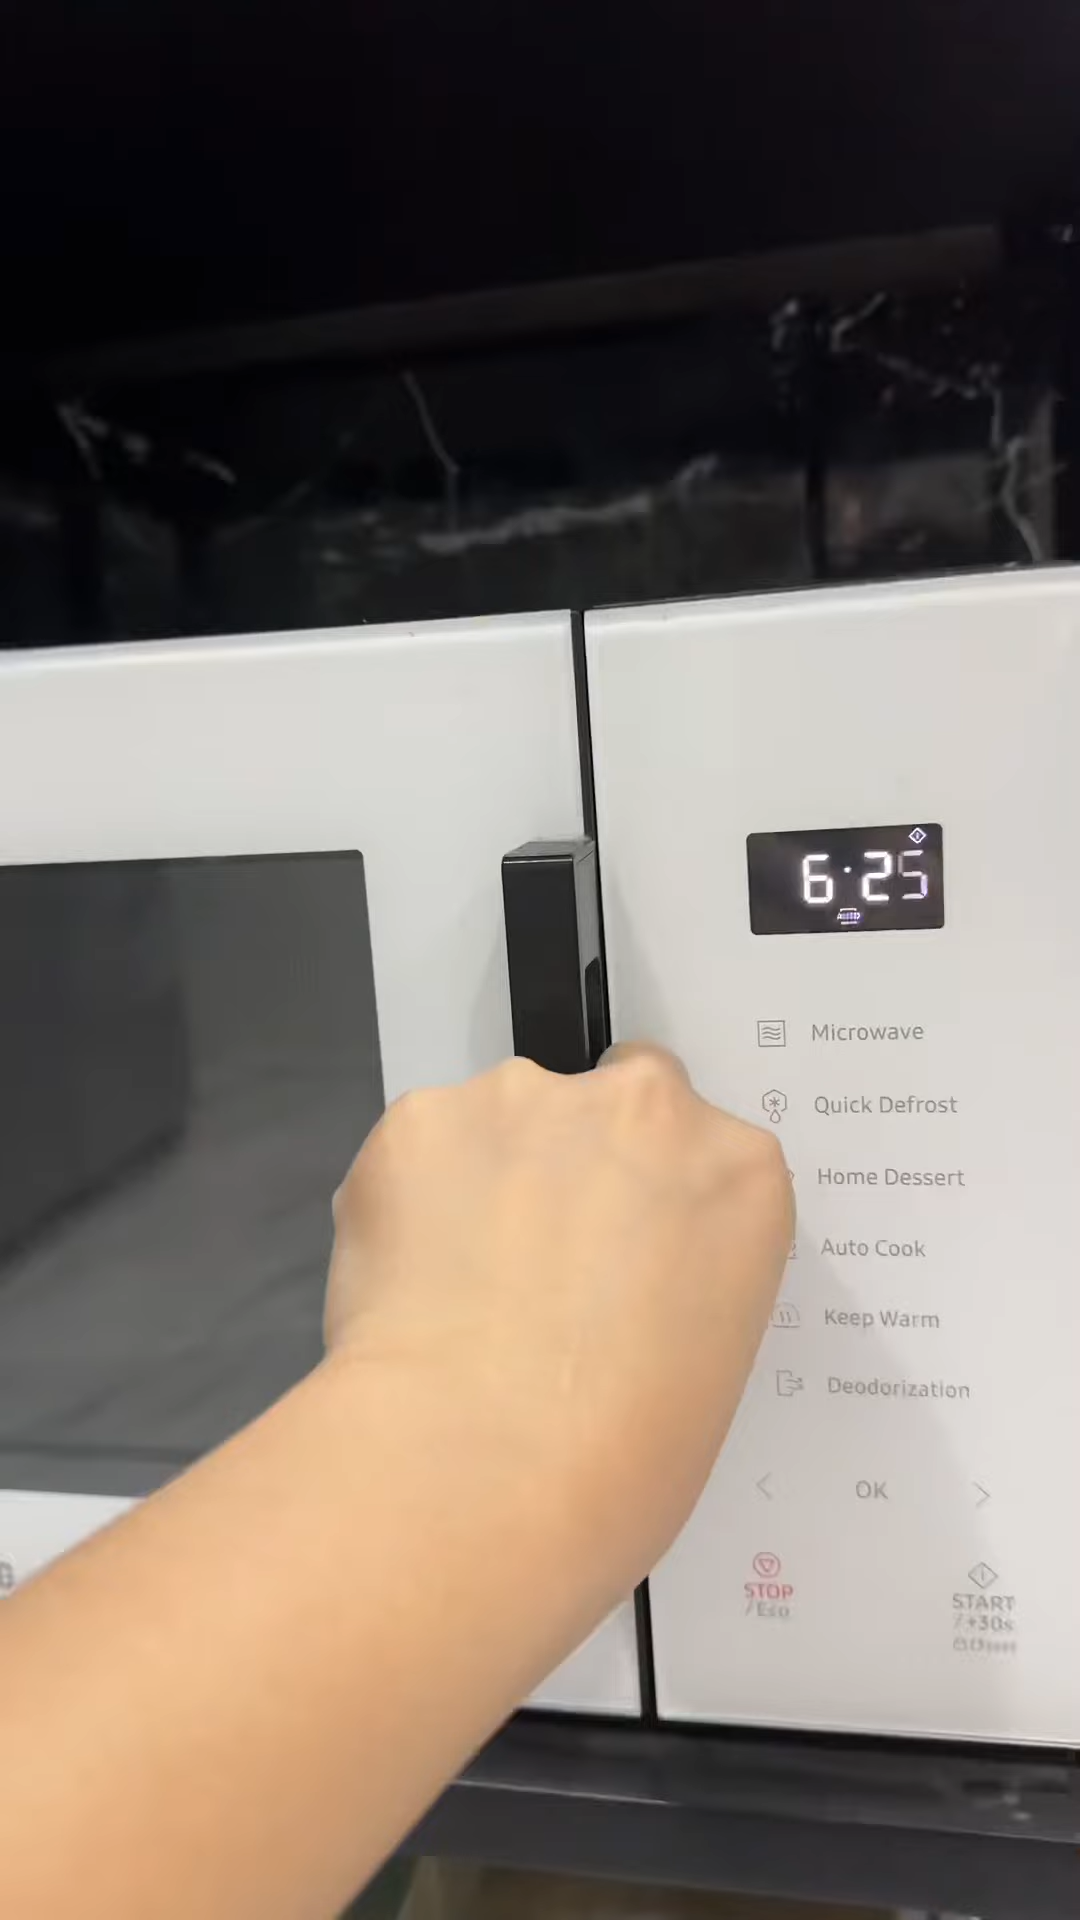 6:25
Microwave
Quick Defrost
Home Dessert
Auto Cook
Keep Warm
Deodorization
< OK >
STOP
/Eco
START
/+30s
G